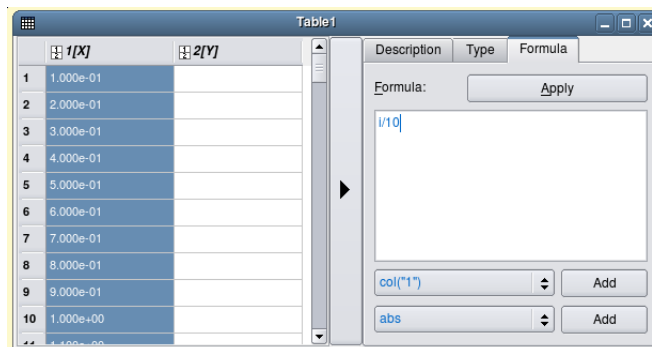 Table1
1[X] 2[Y]
1 1.000e-01
2 2.000e-01
3 3.000e-01
4 4.000e-01
5 5.000e-01
6 6.000e-01
7 7.000e-01
8 8.000e-01
9 9.000e-01
10 1.000e+00
Description Type Formula
Formula: Apply
i/10
col("1") Add
abs Add